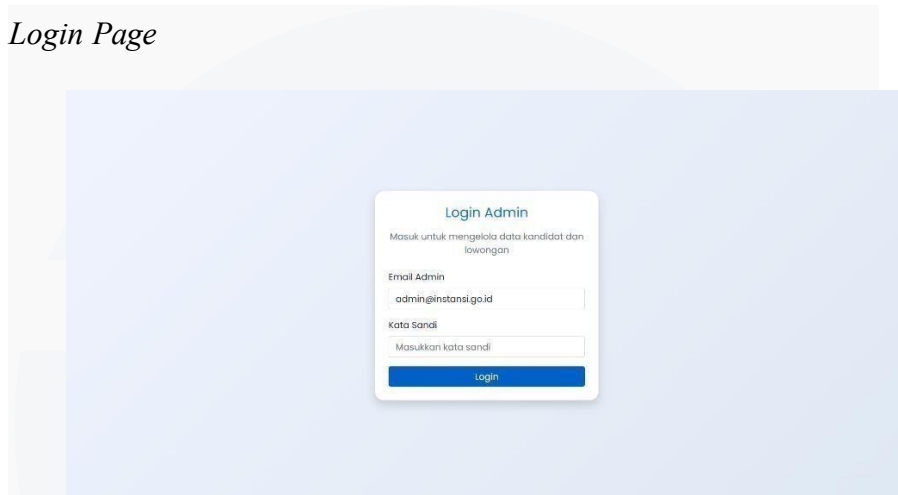 Login Page
Login Admin
Masuk untuk mengelola data kandidat dan
lowongan
Email Admin
admin@instansi.go.id
Kata Sandi
Masukkan kata sandi
Login